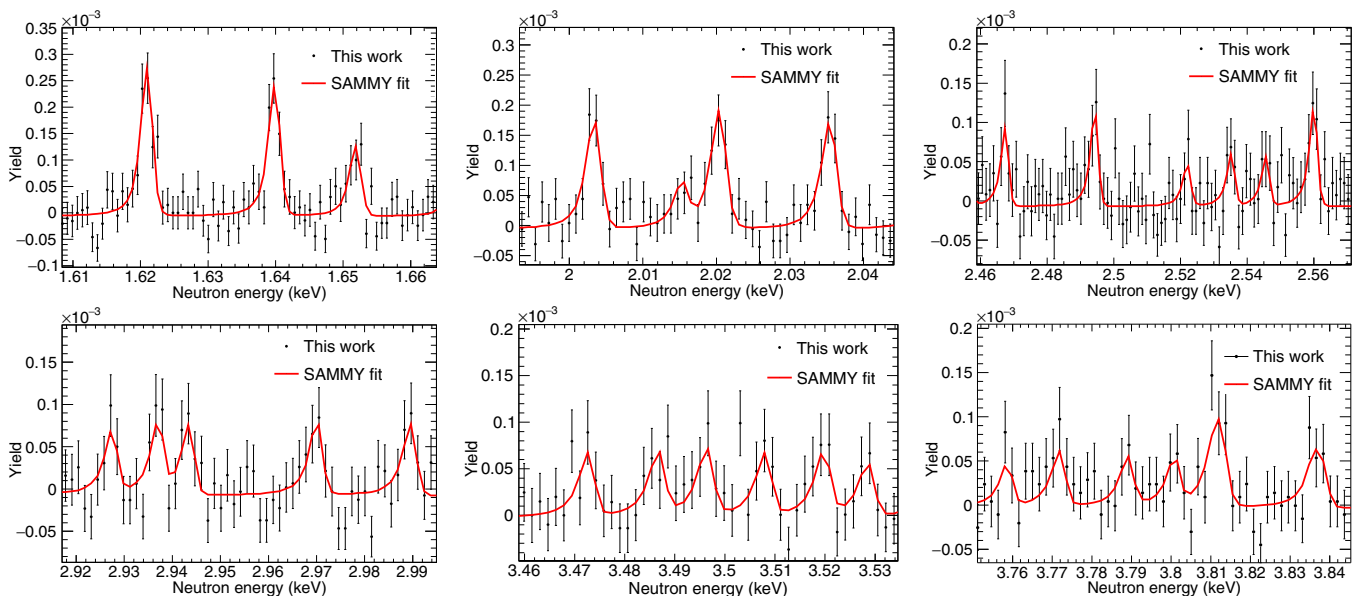 ×10⁻³
0.35
0.3
0.25
0.2
0.15
0.1
0.05
0
−0.05
−0.1
Yield
This work
SAMMY fit
1.61 1.62 1.63 1.64 1.65 1.66
Neutron energy (keV)
×10⁻³
0.3
0.25
0.2
0.15
0.1
0.05
0
−0.05
Yield
This work
SAMMY fit
2 2.01 2.02 2.03 2.04
Neutron energy (keV)
×10⁻³
0.2
0.15
0.1
0.05
0
−0.05
Yield
This work
SAMMY fit
2.46 2.48 2.5 2.52 2.54 2.56
Neutron energy (keV)
×10⁻³
0.15
0.1
0.05
0
−0.05
Yield
This work
SAMMY fit
2.92 2.93 2.94 2.95 2.96 2.97 2.98 2.99
Neutron energy (keV)
×10⁻³
0.2
0.15
0.1
0.05
0
−0.05
Yield
This work
SAMMY fit
3.46 3.47 3.48 3.49 3.5 3.51 3.52 3.53
Neutron energy (keV)
×10⁻³
0.2
0.15
0.1
0.05
0
−0.05
Yield
This work
SAMMY fit
3.76 3.77 3.78 3.79 3.8 3.81 3.82 3.83 3.84
Neutron energy (keV)